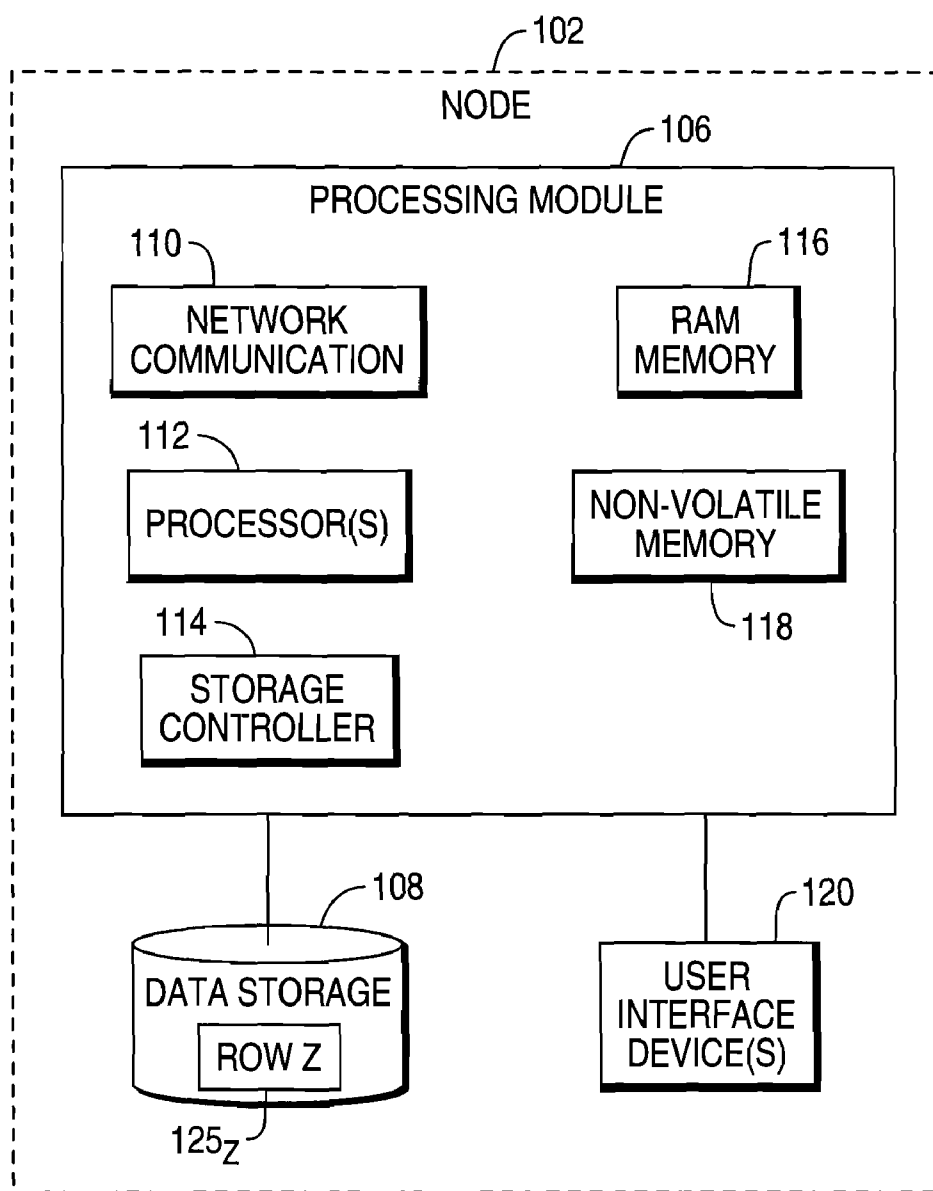 102
NODE
106
PROCESSING MODULE
110
NETWORK
COMMUNICATION
116
RAM
MEMORY
112
PROCESSOR(S)
NON-VOLATILE
MEMORY
118
114
STORAGE
CONTROLLER
108
DATA STORAGE
ROW Z
125Z
120
USER
INTERFACE
DEVICE(S)